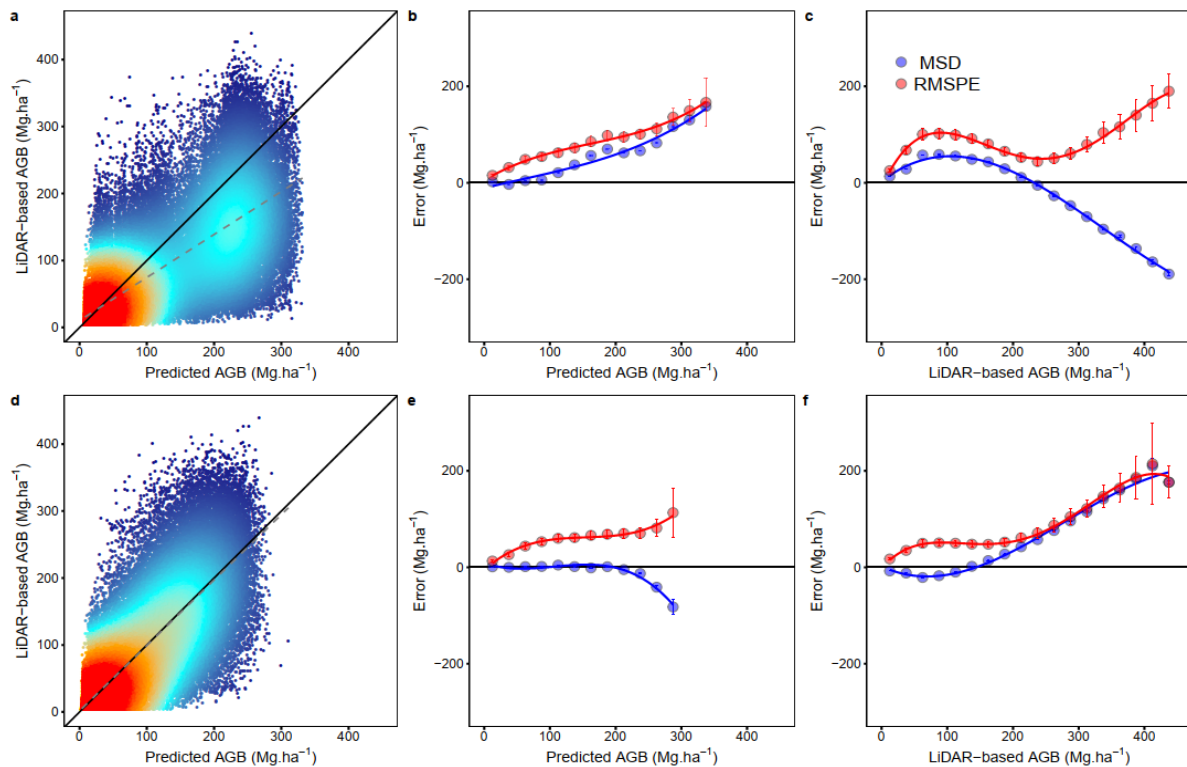 a
400
300
200
100
0
LiDAR−based AGB (Mg.ha⁻¹)
0 100 200 300 400
Predicted AGB (Mg.ha⁻¹)
b
200
0
−200
Error (Mg.ha⁻¹)
0 100 200 300 400
Predicted AGB (Mg.ha⁻¹)
c
MSD
RMSPE
200
0
−200
Error (Mg.ha⁻¹)
0 100 200 300 400
LiDAR−based AGB (Mg.ha⁻¹)
d
400
300
200
100
0
LiDAR−based AGB (Mg.ha⁻¹)
0 100 200 300 400
Predicted AGB (Mg.ha⁻¹)
e
200
0
−200
Error (Mg.ha⁻¹)
0 100 200 300 400
Predicted AGB (Mg.ha⁻¹)
f
200
0
−200
Error (Mg.ha⁻¹)
0 100 200 300 400
LiDAR−based AGB (Mg.ha⁻¹)